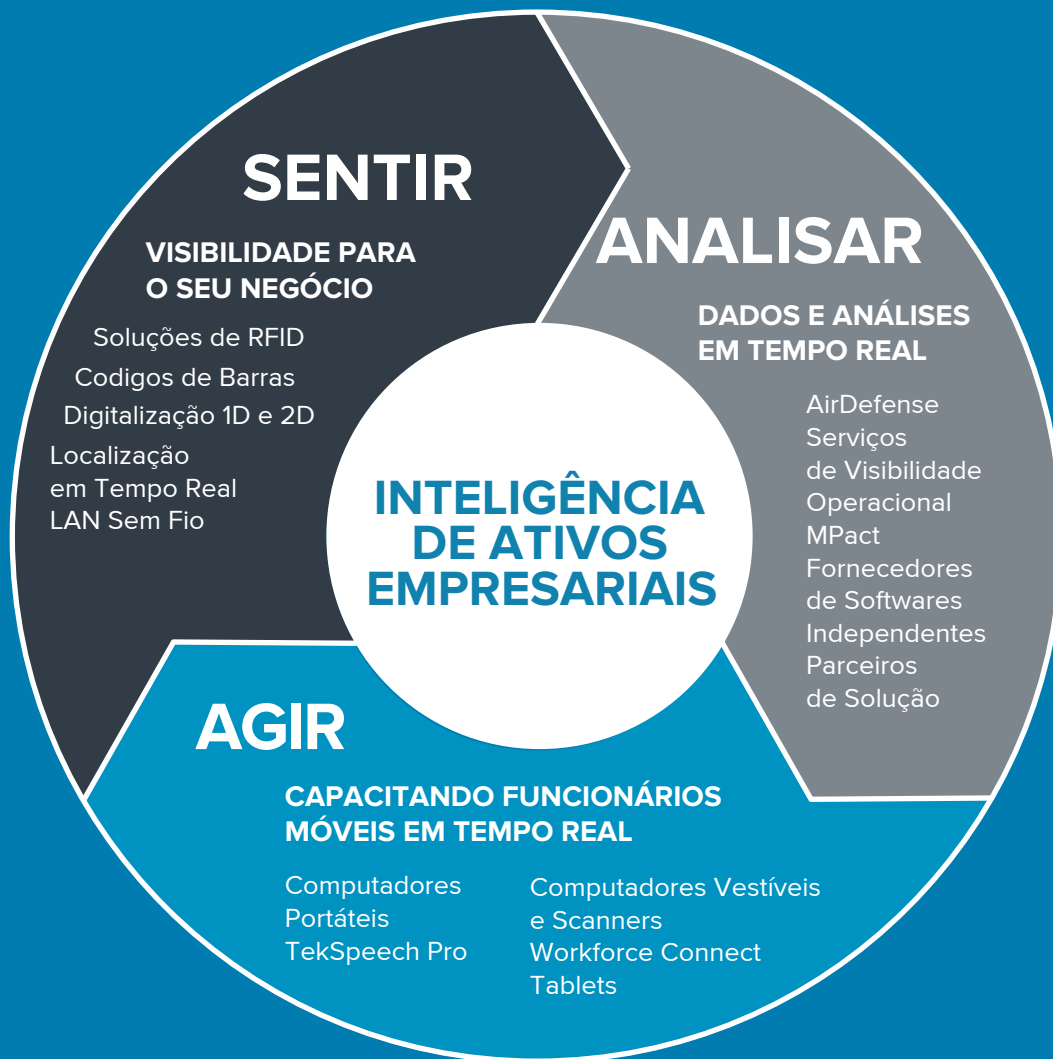 SENTIR
VISIBILIDADE PARA
O SEU NEGÓCIO
Soluções de RFID
Codigos de Barras
Digitalização 1D e 2D
Localização
em Tempo Real
LAN Sem Fio
ANALISAR
DADOS E ANÁLISES
EM TEMPO REAL
AirDefense
Serviços
de Visibilidade
Operacional
MPact
Fornecedores
de Softwares
Independentes
Parceiros
de Solução
INTELIGÊNCIA
DE ATIVOS
EMPRESARIAIS
AGIR
CAPACITANDO FUNCIONÁRIOS
MÓVEIS EM TEMPO REAL
Computadores
Portáteis
TekSpeech Pro
Computadores Vestíveis
e Scanners
Workforce Connect
Tablets